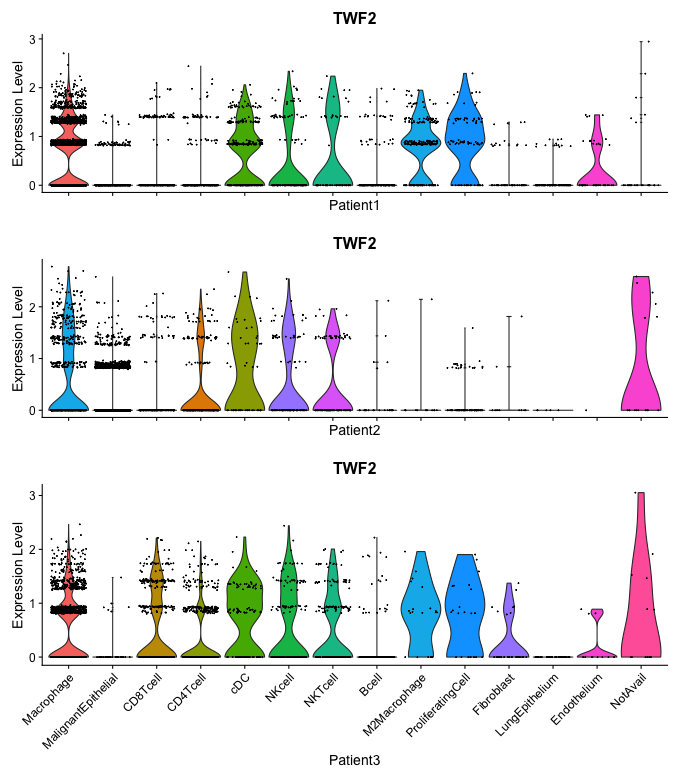 TWF2
Expression Level
3
2
1
0
Patient1
TWF2
Expression Level
2
1
0
Patient2
TWF2
Expression Level
3
2
1
0
Macrophage
MalignantEpithelial
CD8Tcell
CD4Tcell
cDC
NKcell
NKTcell
Bcell
M2Macrophage
ProliferatingCell
Fibroblast
LungEpithelium
Endothelium
NotAvail
Patient3